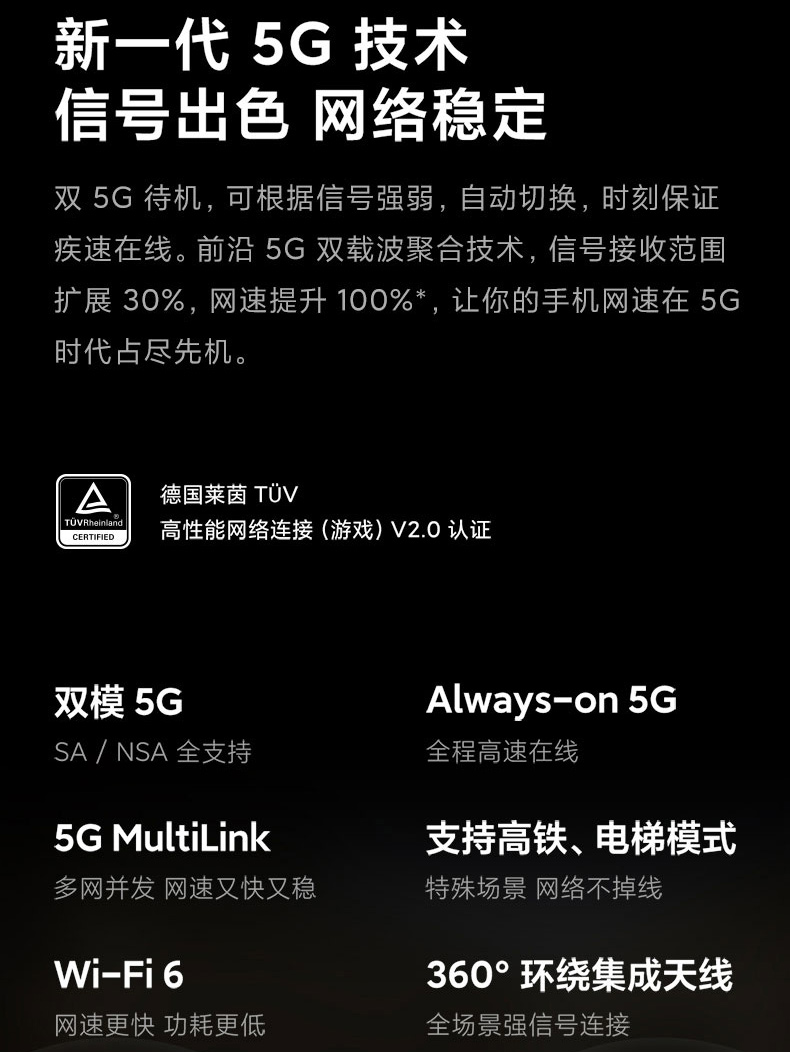 新一代 5G 技术
信号出色 网络稳定
双 5G 待机，可根据信号强弱，自动切换，时刻保证
疾速在线。前沿 5G 双载波聚合技术，信号接收范围
扩展 30%，网速提升 100%*，让你的手机网速在 5G
时代占尽先机。
TÜVRheinland®
CERTIFIED
德国莱茵 TÜV
高性能网络连接（游戏）V2.0 认证
双模 5G
SA / NSA 全支持
Always-on 5G
全程高速在线
5G MultiLink
多网并发 网速又快又稳
支持高铁、电梯模式
特殊场景 网络不掉线
Wi-Fi 6
网速更快 功耗更低
360° 环绕集成天线
全场景强信号连接